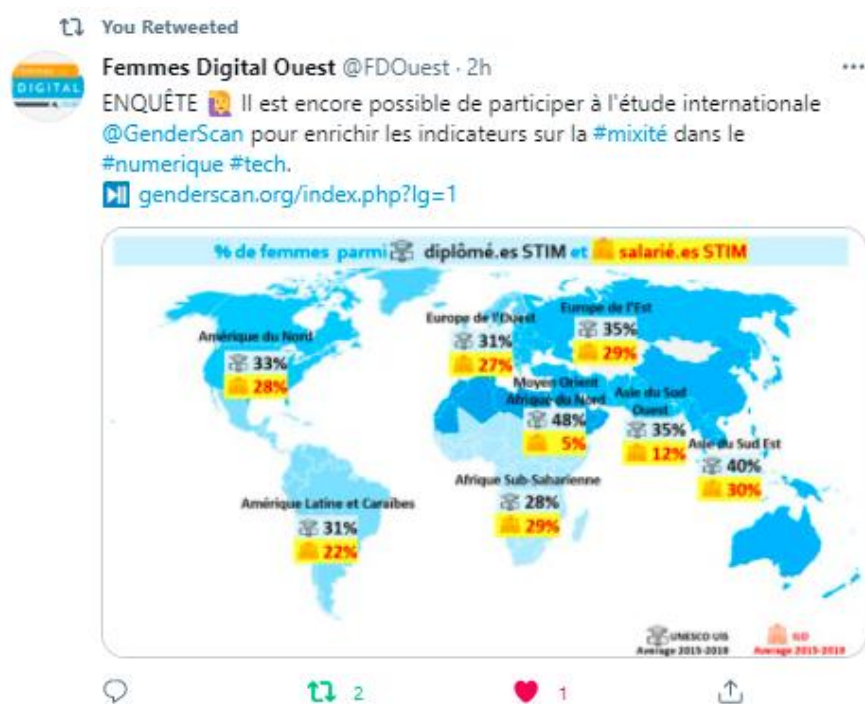 You Retweeted
Femmes Digital Ouest @FDOuest · 2h
DIGITAL
ENQUÊTE 🙋 Il est encore possible de participer à l'étude internationale
@GenderScan pour enrichir les indicateurs sur la #mixité dans le
#numerique #tech.
⏯ genderscan.org/index.php?lg=1
% de femmes parmi diplômé.es STIM et salarié.es STIM
Amérique du Nord
33%
28%
Europe de l'Ouest
31%
27%
Europe de l'Est
35%
29%
Moyen Orient
Afrique du Nord
48%
5%
Asie du Sud
Ouest
35%
12%
Asie du Sud Est
40%
30%
Amérique Latine et Caraïbes
31%
22%
Afrique Sub-Saharienne
28%
29%
UNESCO UIS
Average 2015-2019
ILO
Average 2015-2019
2
1